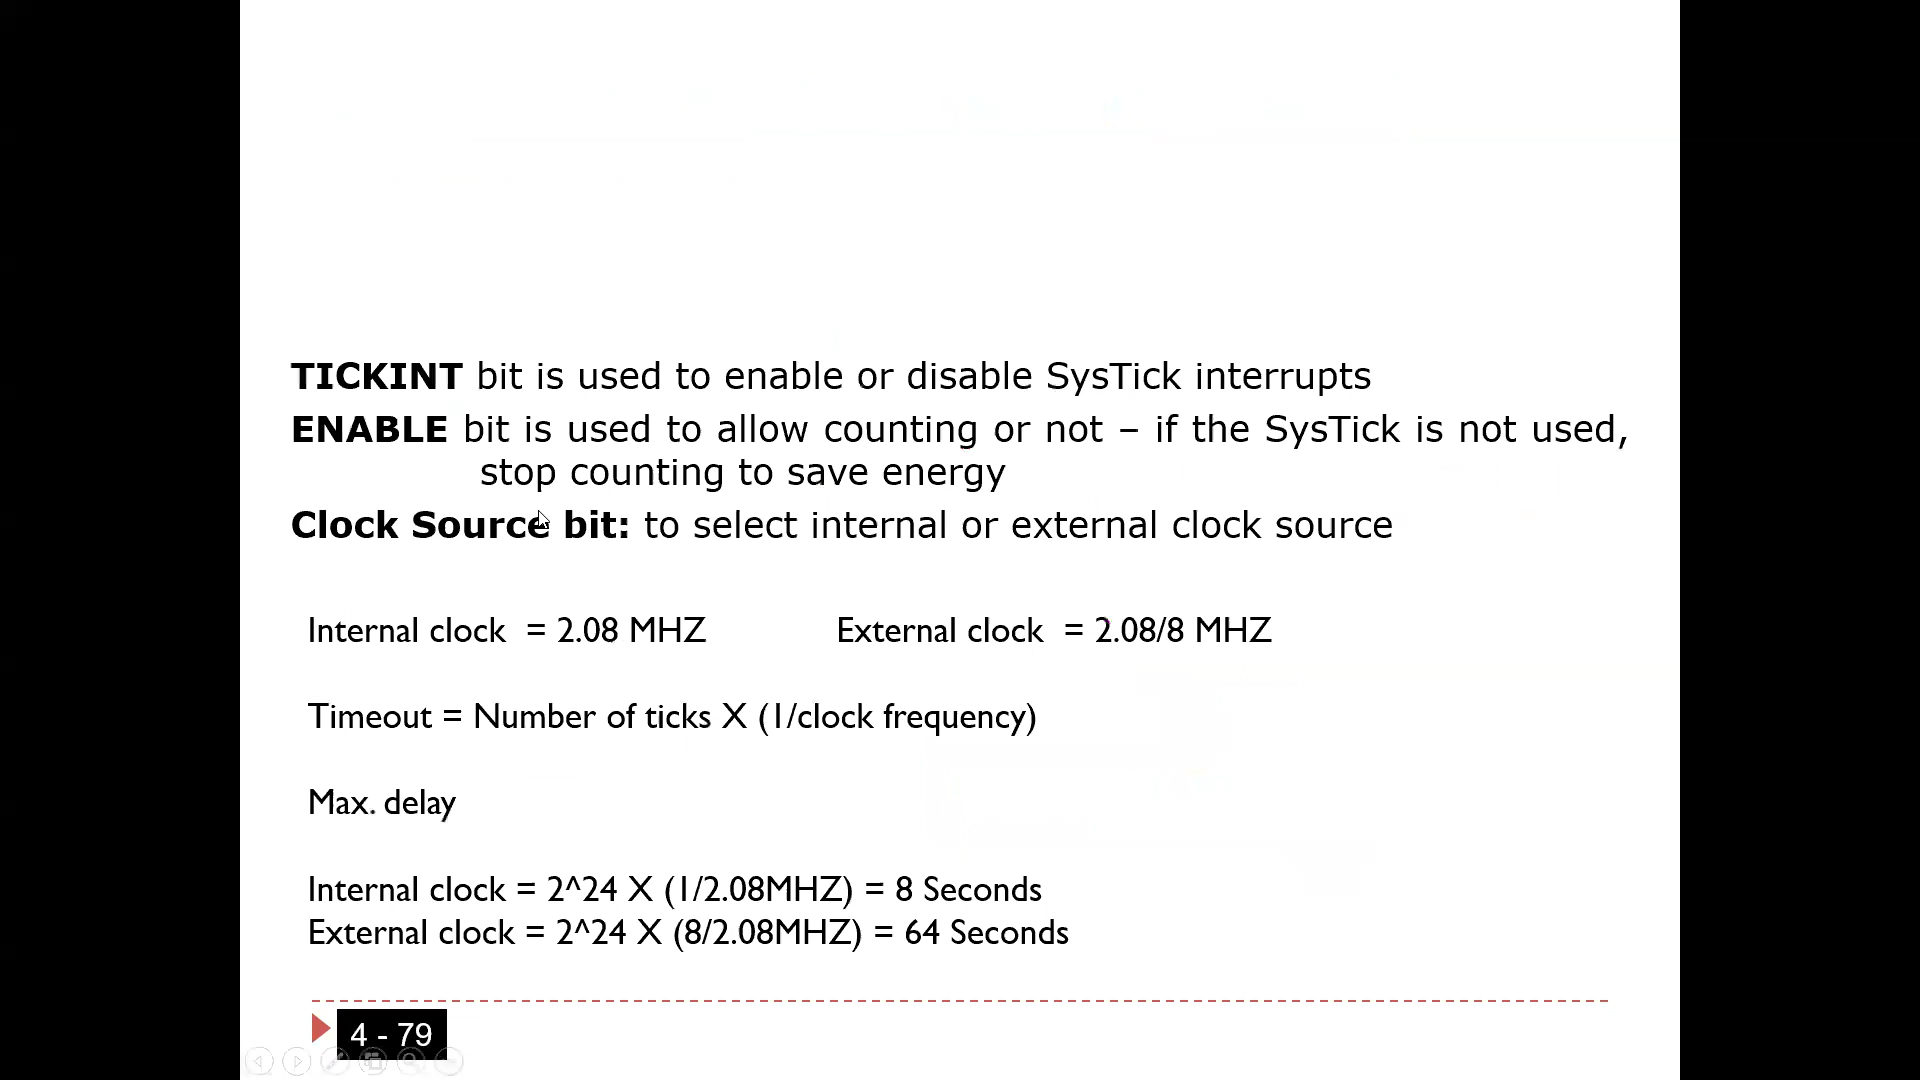 TICKINT bit is used to enable or disable SysTick interrupts
ENABLE bit is used to allow counting or not – if the SysTick is not used,
stop counting to save energy
Clock Source bit: to select internal or external clock source
Internal clock = 2.08 MHZ External clock = 2.08/8 MHZ
Timeout = Number of ticks X (1/clock frequency)
Max. delay
Internal clock = 2^24 X (1/2.08MHZ) = 8 Seconds
External clock = 2^24 X (8/2.08MHZ) = 64 Seconds
4 - 79